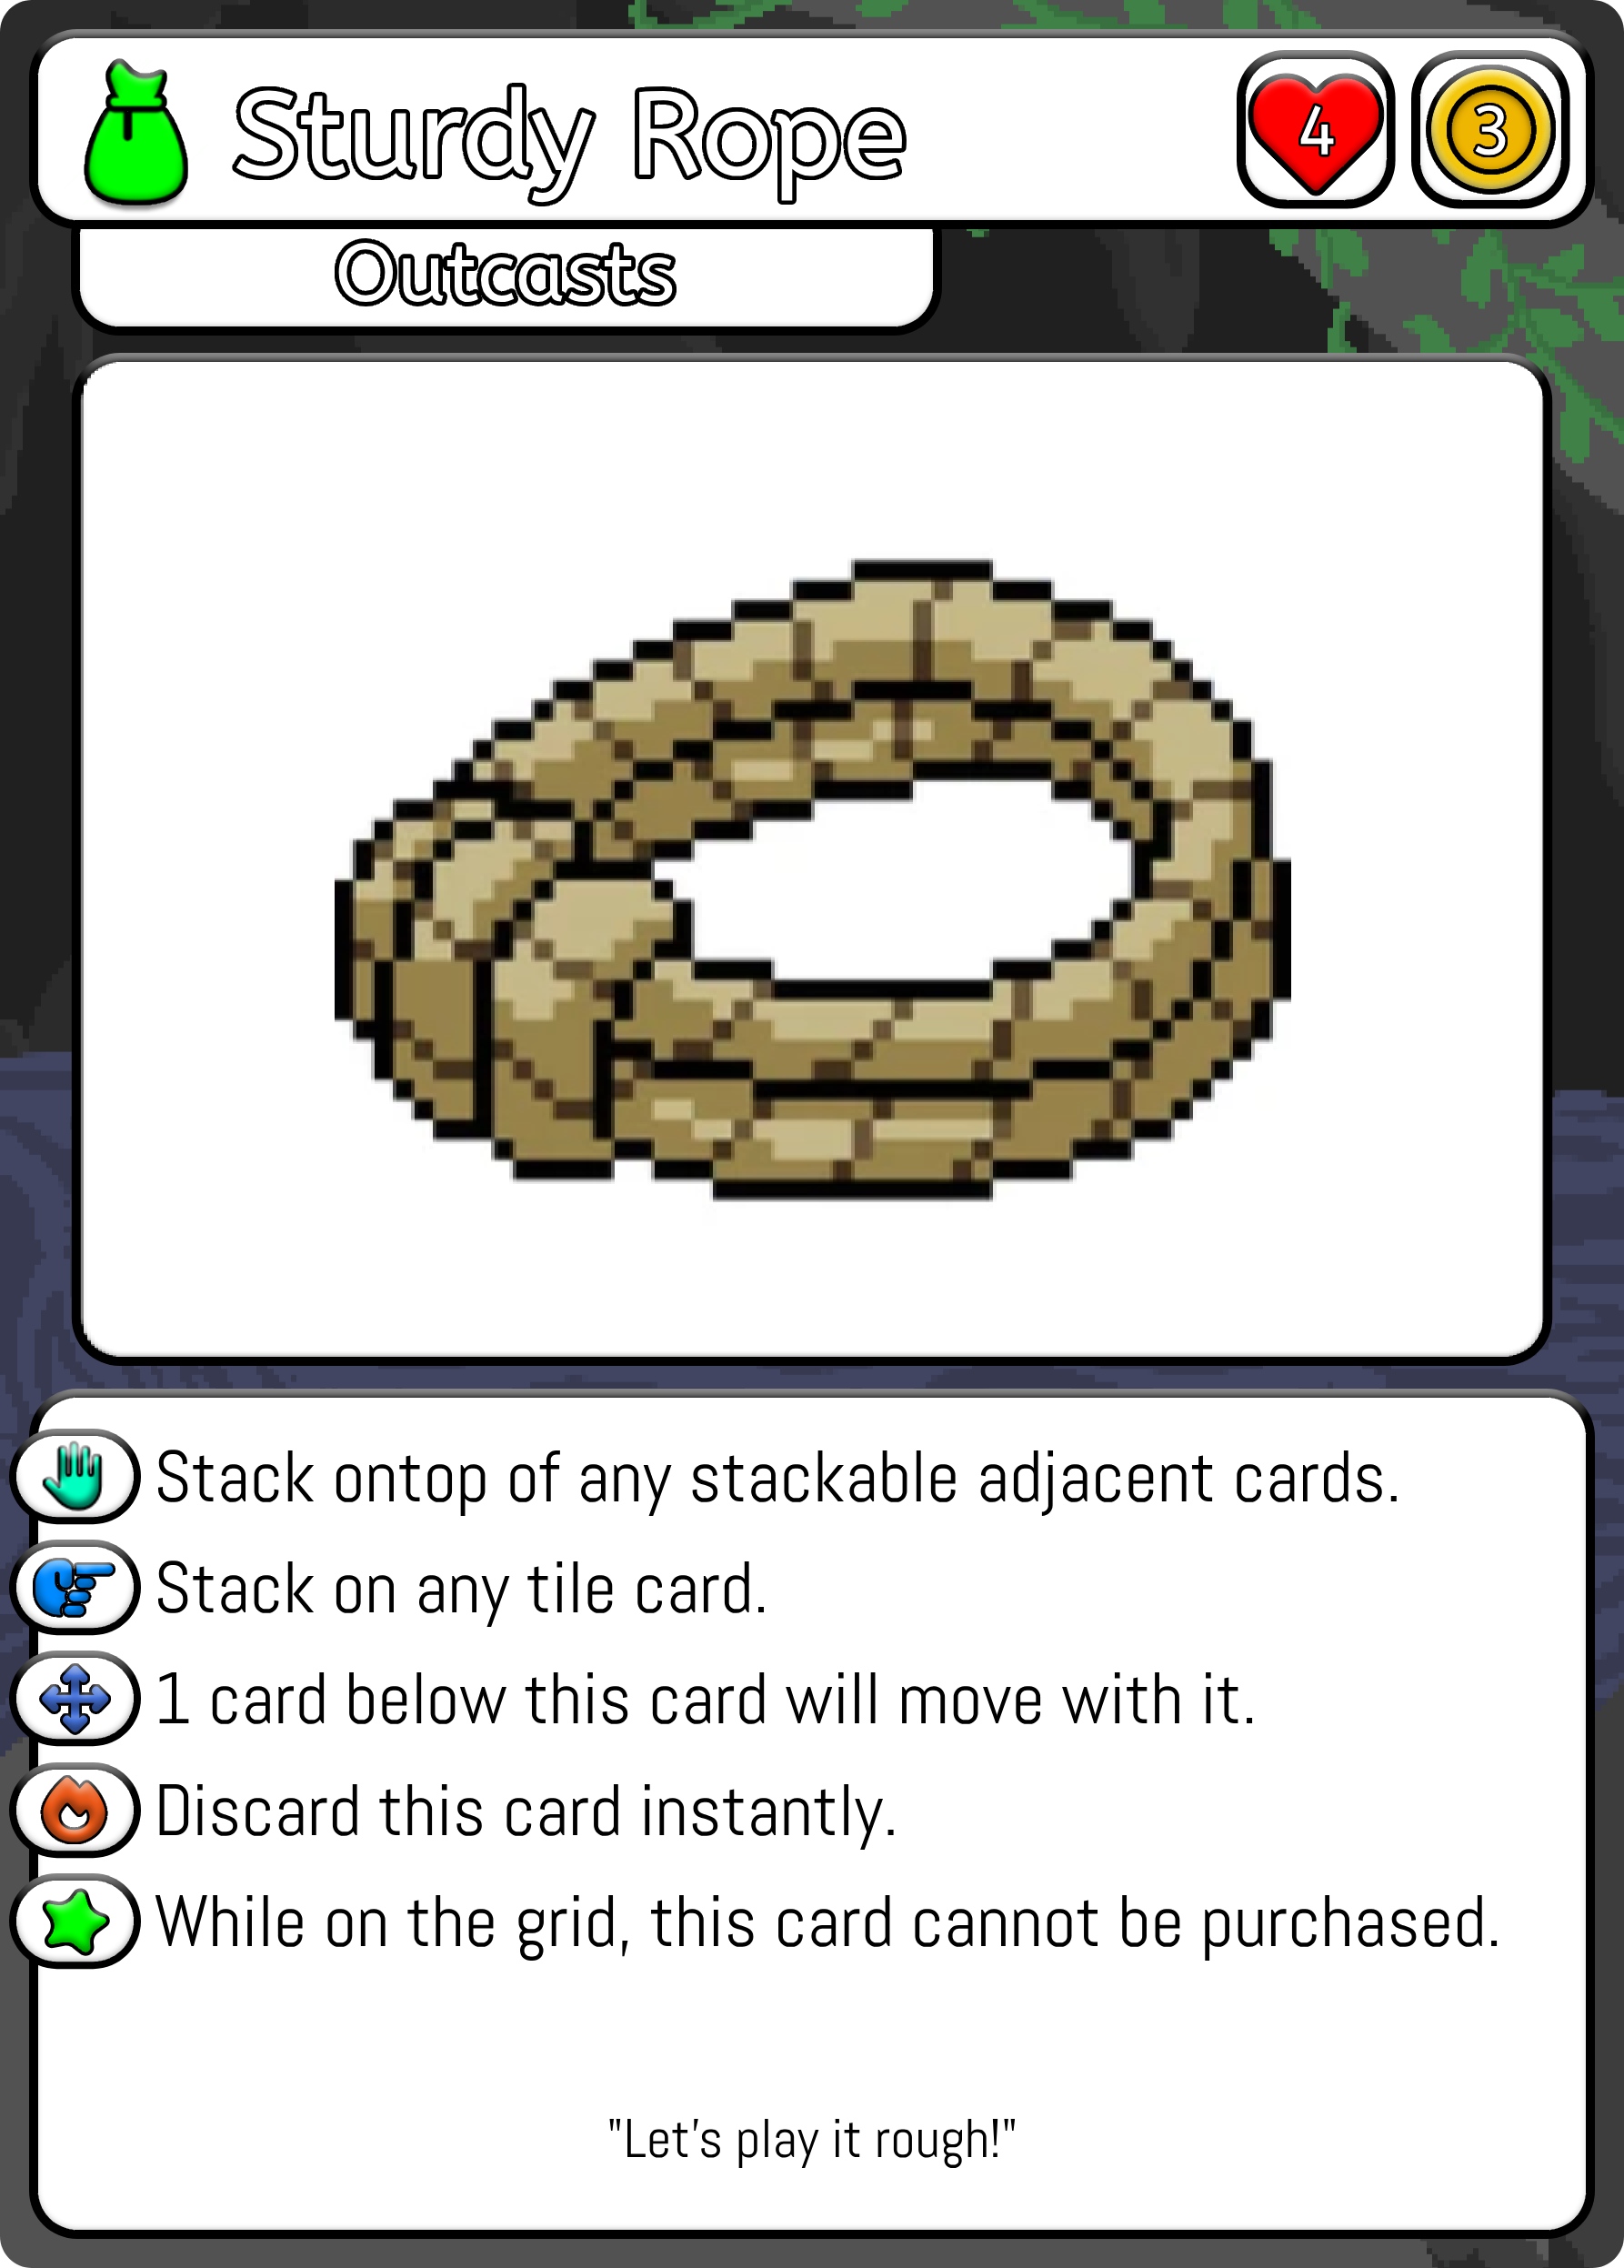 Sturdy Rope
4
3
Outcasts
Stack ontop of any stackable adjacent cards.
Stack on any tile card.
1 card below this card will move with it.
Discard this card instantly.
While on the grid, this card cannot be purchased.
"Let's play it rough!"